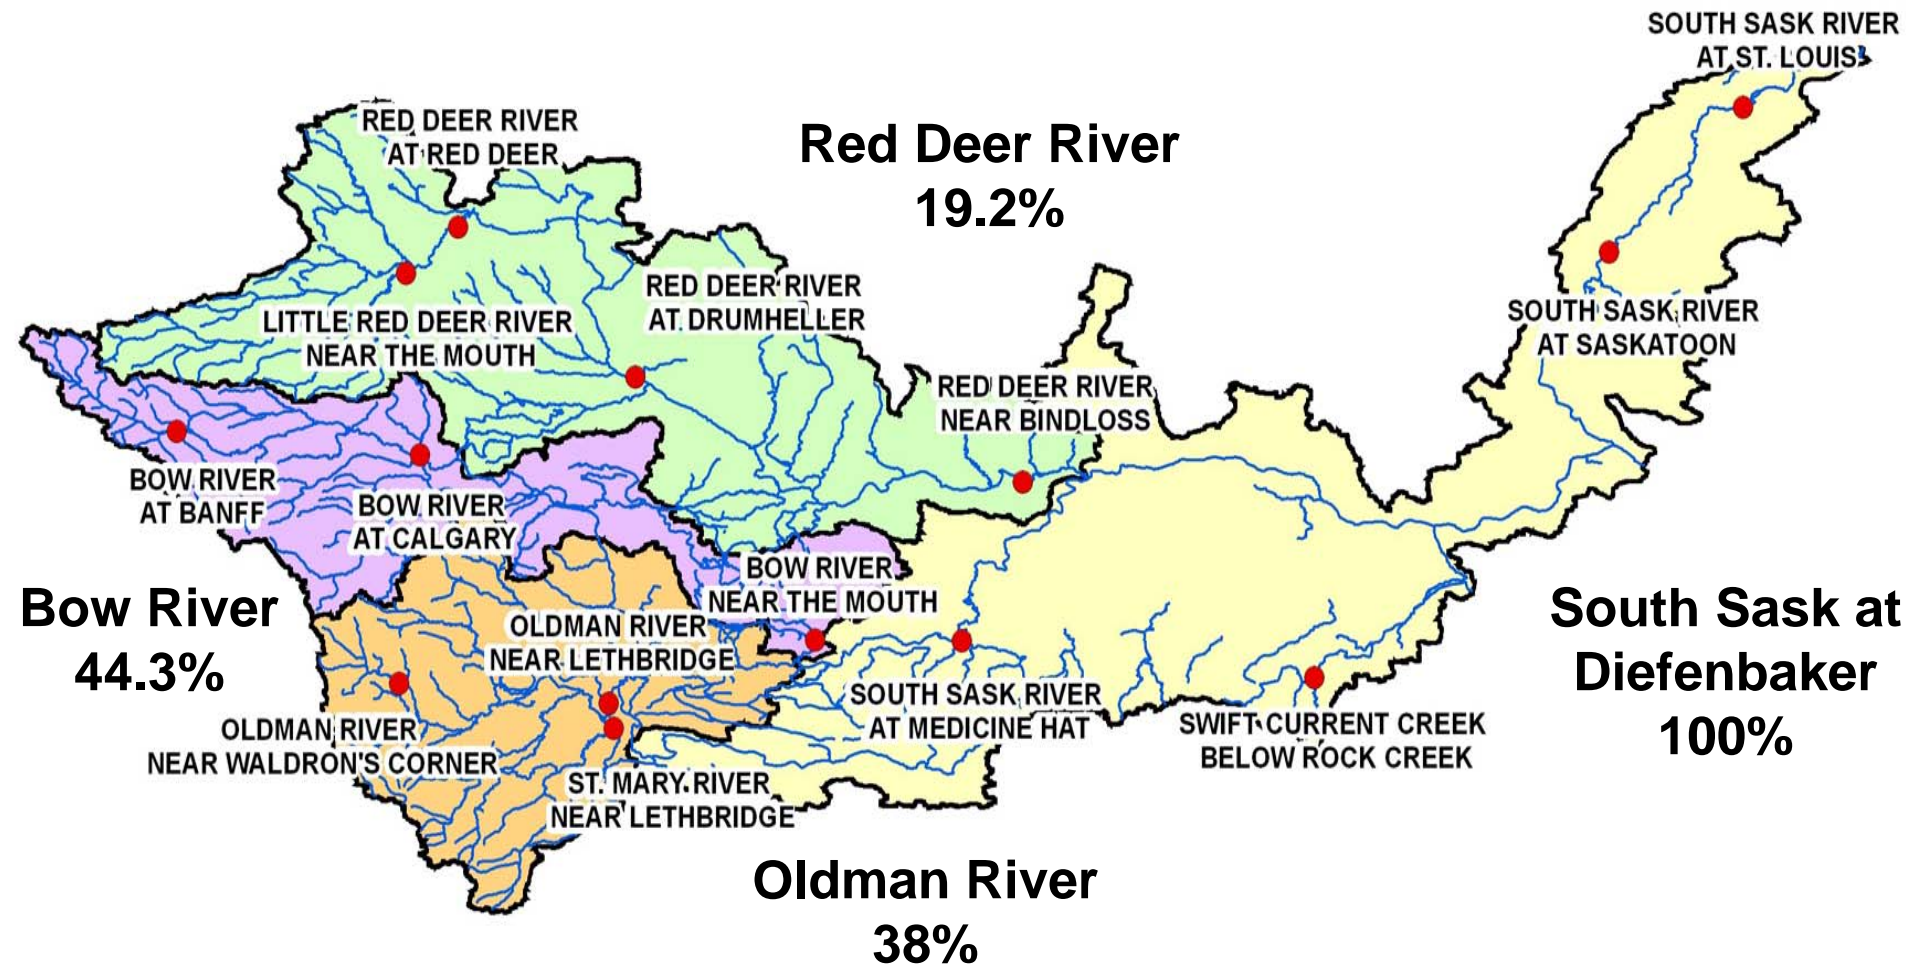 SOUTH SASK RIVER
AT ST. LOUIS
RED DEER RIVER
AT RED DEER
Red Deer River
19.2%
RED DEER RIVER
AT DRUMHELLER
LITTLE RED DEER RIVER
NEAR THE MOUTH
SOUTH SASK RIVER
AT SASKATOON
RED DEER RIVER
NEAR BINDLOSS
BOW RIVER
AT BANFF
BOW RIVER
AT CALGARY
BOW RIVER
NEAR THE MOUTH
Bow River
44.3%
South Sask at
Diefenbaker
100%
OLDMAN RIVER
NEAR LETHBRIDGE
SOUTH SASK RIVER
AT MEDICINE HAT
SWIFT CURRENT CREEK
BELOW ROCK CREEK
OLDMAN RIVER
NEAR WALDRON'S CORNER
ST. MARY RIVER
NEAR LETHBRIDGE
Oldman River
38%